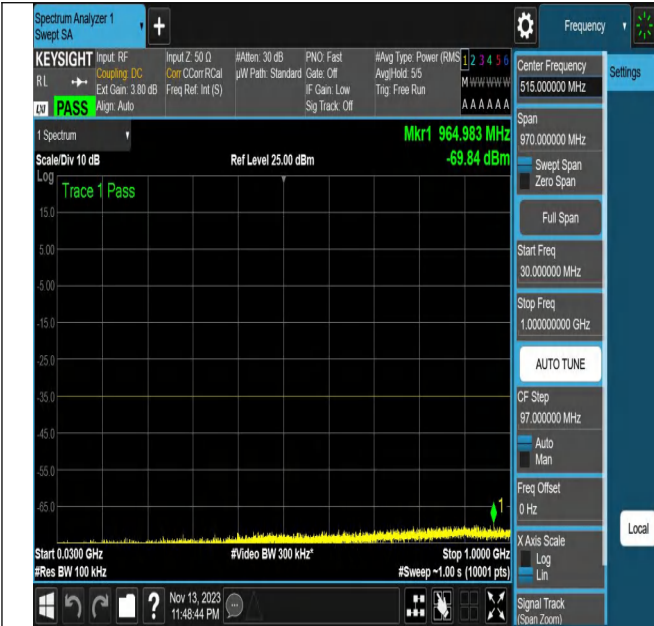 Spectrum Analyzer 1
Swept SA
+
Frequency
KEYSIGHT
RL
PASS
Input: RF
Coupling: DC
Ext Gain: 3.80 dB
Align: Auto
Input Z: 50 Ω
Corr CCorr RCal
Freq Ref: Int (S)
#Atten: 30 dB
µW Path: Standard
PNO: Fast
Gate: Off
IF Gain: Low
Sig Track: Off
#Avg Type: Power (RMS
Avg|Hold: 5/5
Trig: Free Run
1 2 3 4 5 6
M W W W W W
A A A A A A
1 Spectrum
Scale/Div 10 dB
Log
Ref Level 25.00 dBm
Mkr1 964.983 MHz
-69.84 dBm
Trace 1 Pass
15.0
5.00
-5.00
-15.0
-25.0
-35.0
-45.0
-55.0
-65.0
1
Start 0.0300 GHz
#Res BW 100 kHz
#Video BW 300 kHz*
Stop 1.0000 GHz
#Sweep ~1.00 s (10001 pts)
?
Nov 13, 2023
11:48:44 PM
Center Frequency
515.000000 MHz
Span
970.000000 MHz
Swept Span
Zero Span
Full Span
Start Freq
30.000000 MHz
Stop Freq
1.000000000 GHz
AUTO TUNE
CF Step
97.000000 MHz
Auto
Man
Freq Offset
0 Hz
X Axis Scale
Log
Lin
Signal Track
(Span Zoom)
Settings
Local